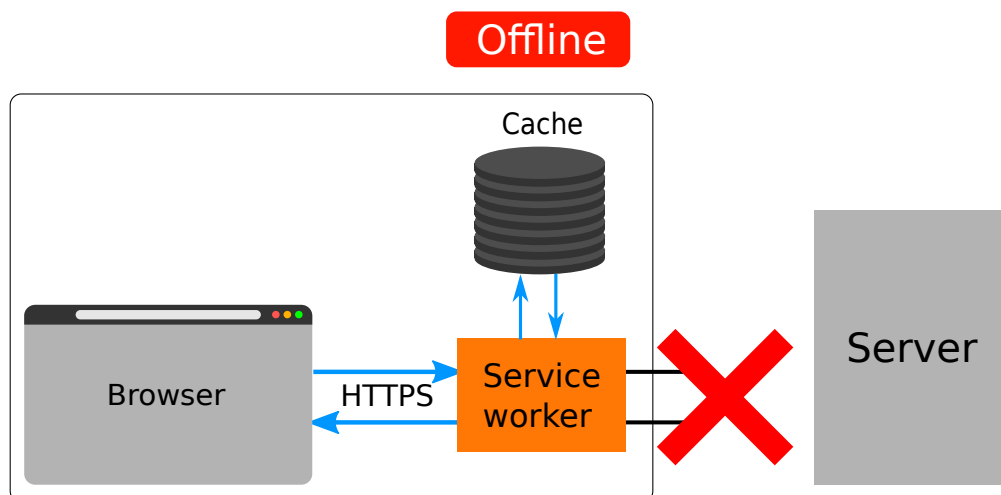 Offline
Cache
Server
Browser
HTTPS
Service
worker